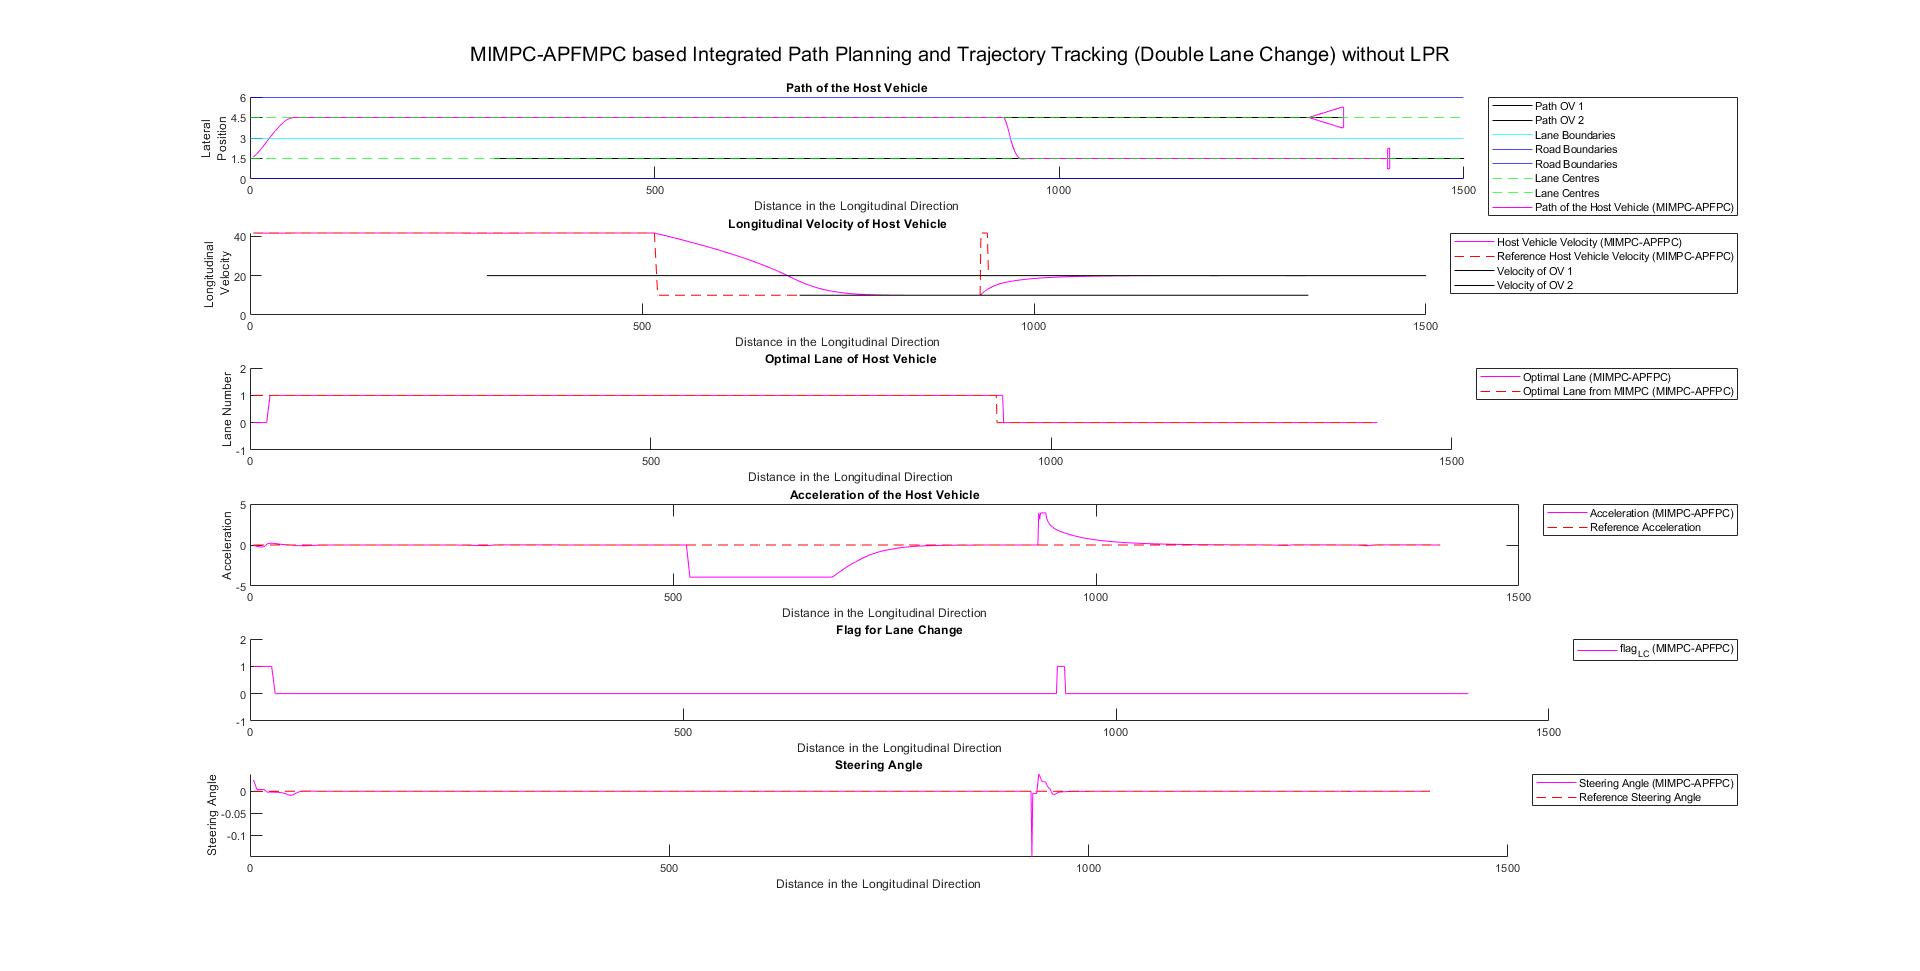 MIMPC-APFMPC based Integrated Path Planning and Trajectory Tracking (Double Lane Change) without LPR
Path of the Host Vehicle
Lateral
Position
6
4.5
3
1.5
0
0
500
1000
1500
Distance in the Longitudinal Direction
Path OV 1
Path OV 2
Lane Boundaries
Road Boundaries
Road Boundaries
Lane Centres
Lane Centres
Path of the Host Vehicle (MIMPC-APFPC)
Longitudinal Velocity of Host Vehicle
Longitudinal
Velocity
40
20
0
0
500
1000
1500
Distance in the Longitudinal Direction
Host Vehicle Velocity (MIMPC-APFPC)
Reference Host Vehicle Velocity (MIMPC-APFPC)
Velocity of OV 1
Velocity of OV 2
Optimal Lane of Host Vehicle
Lane Number
2
1
0
-1
0
500
1000
1500
Distance in the Longitudinal Direction
Optimal Lane (MIMPC-APFPC)
Optimal Lane from MIMPC (MIMPC-APFPC)
Acceleration of the Host Vehicle
Acceleration
5
0
-5
0
500
1000
1500
Distance in the Longitudinal Direction
Acceleration (MIMPC-APFPC)
Reference Acceleration
Flag for Lane Change
2
1
0
-1
0
500
1000
1500
Distance in the Longitudinal Direction
flag_LC (MIMPC-APFPC)
Steering Angle
Steering Angle
0
-0.05
-0.1
0
500
1000
1500
Distance in the Longitudinal Direction
Steering Angle (MIMPC-APFPC)
Reference Steering Angle